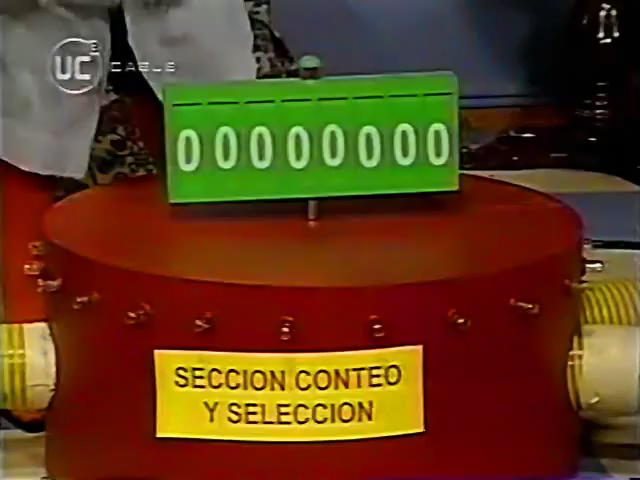 UC
CABLE
00000000
SECCION CONTEO
Y SELECCION